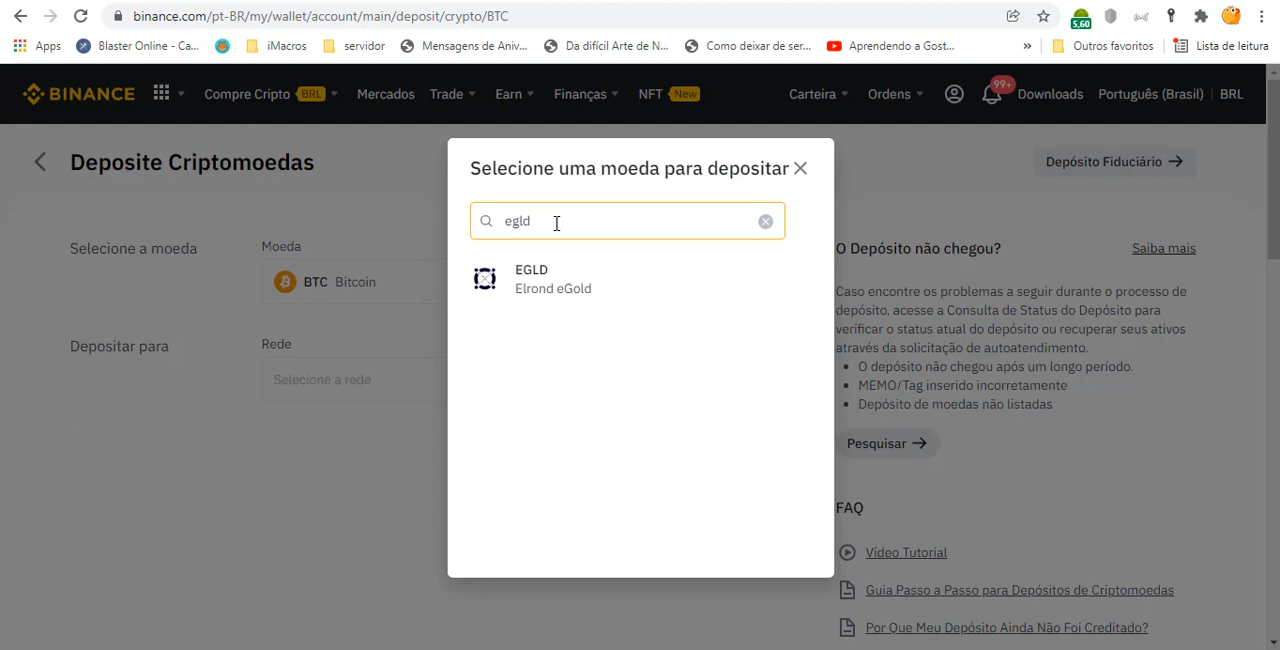 binance.com/pt-BR/my/wallet/account/main/deposit/crypto/BTC
5,60
Apps
Blaster Online - Ca...
iMacros
servidor
Mensagens de Aniv...
Da difícil Arte de N...
Como deixar de ser...
Aprendendo a Gost...
»
Outros favoritos
Lista de leitura
BINANCE
Compre Cripto BRL
Mercados
Trade
Earn
Finanças
NFT New
Carteira
Ordens
99+
Downloads
Português (Brasil)
BRL
Deposite Criptomoedas
Depósito Fiduciário
Selecione a moeda
Moeda
BTC Bitcoin
Depositar para
Rede
Selecione a rede
Selecione uma moeda para depositar
egld
EGLD
Elrond eGold
O Depósito não chegou?
Saiba mais
Caso encontre os problemas a seguir durante o processo de
depósito, acesse a Consulta de Status do Depósito para
verificar o status atual do depósito ou recuperar seus ativos
através da solicitação de autoatendimento.
• O depósito não chegou após um longo período.
• MEMO/Tag inserido incorretamente
• Depósito de moedas não listadas
Pesquisar
FAQ
Vídeo Tutorial
Guia Passo a Passo para Depósitos de Criptomoedas
Por Que Meu Depósito Ainda Não Foi Creditado?